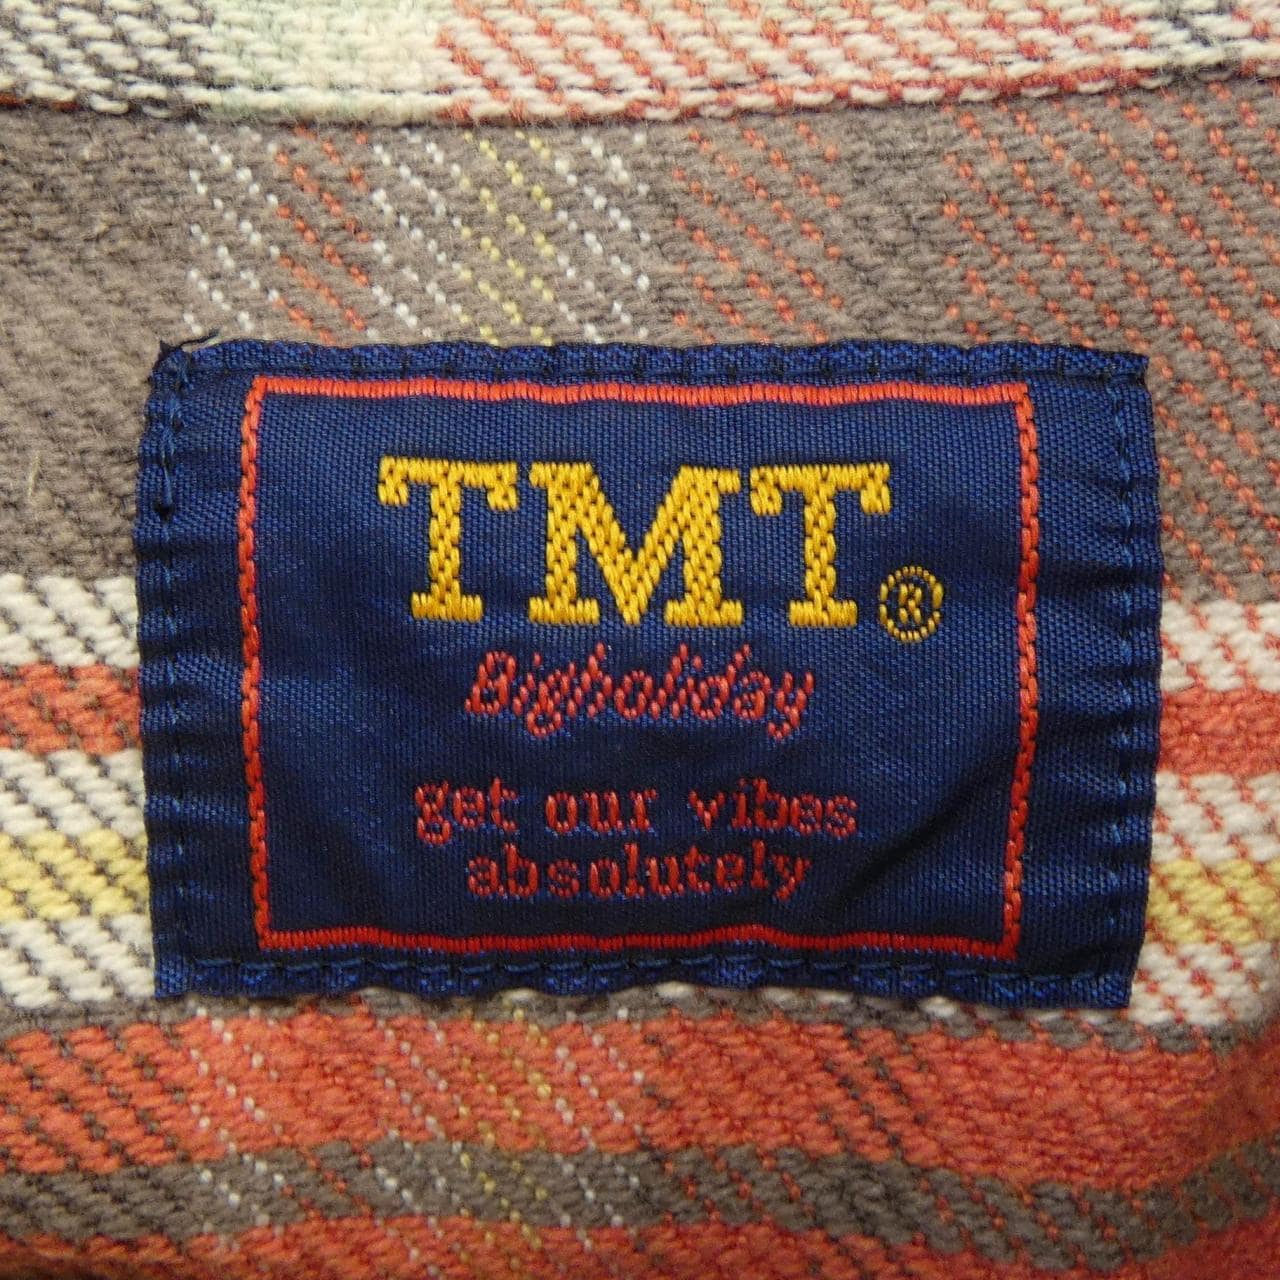 TMT®
Bigholiday
get our vibes
absolutely